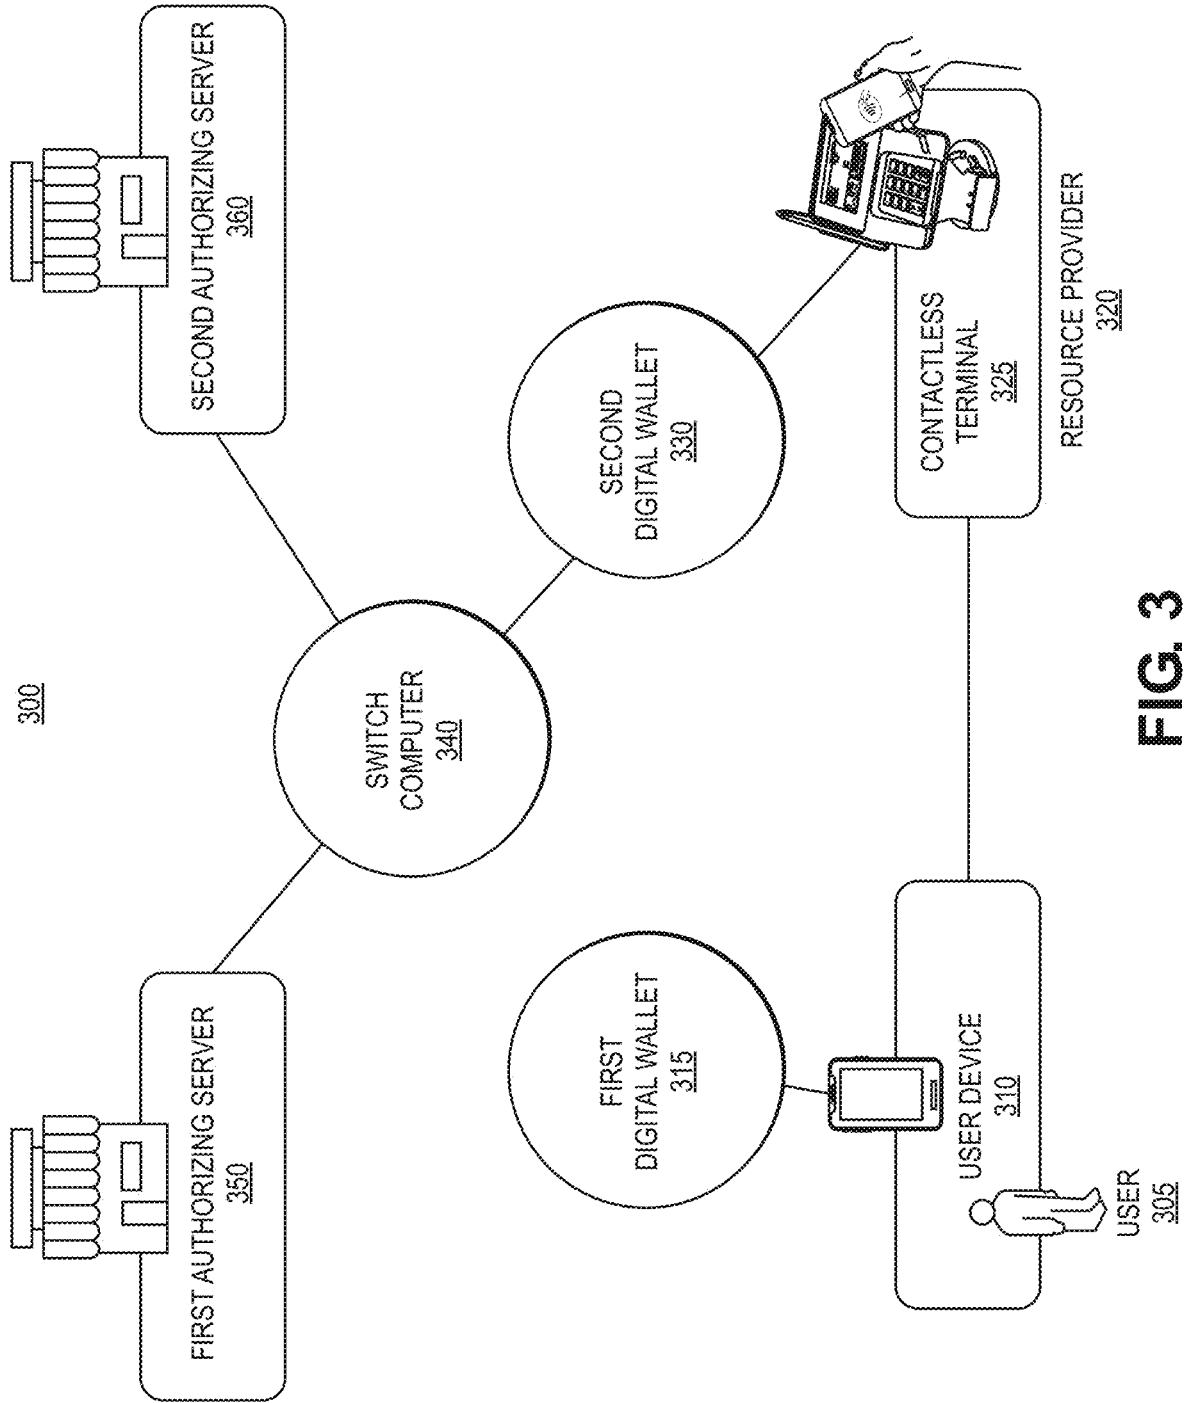 300
FIRST AUTHORIZING SERVER
350
SECOND AUTHORIZING SERVER
360
SWITCH
COMPUTER
340
FIRST
DIGITAL WALLET
315
SECOND
DIGITAL WALLET
330
USER DEVICE
310
CONTACTLESS
TERMINAL
325
USER
305
RESOURCE PROVIDER
320
FIG. 3